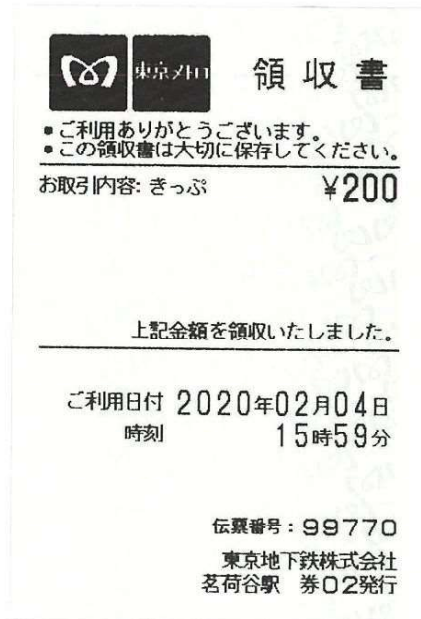 東京メトロ 領収書
•ご利用ありがとうございます。
•この領収書は大切に保存してください。
お取引内容: きっぷ ¥200
上記金額を領収いたしました。
ご利用日付 2020年02月04日
時刻 15時59分
伝票番号：99770
東京地下鉄株式会社
茗荷谷駅 券02発行